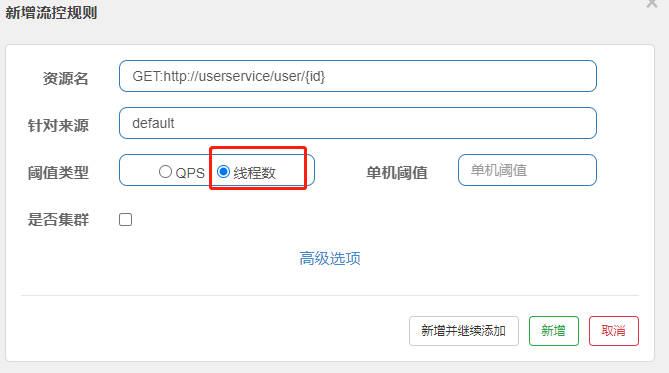 新增流控规则
×
资源名 GET:http://userservice/user/{id}
针对来源 default
阈值类型 QPS 线程数 单机阈值 单机阈值
是否集群
高级选项
新增并继续添加 新增 取消